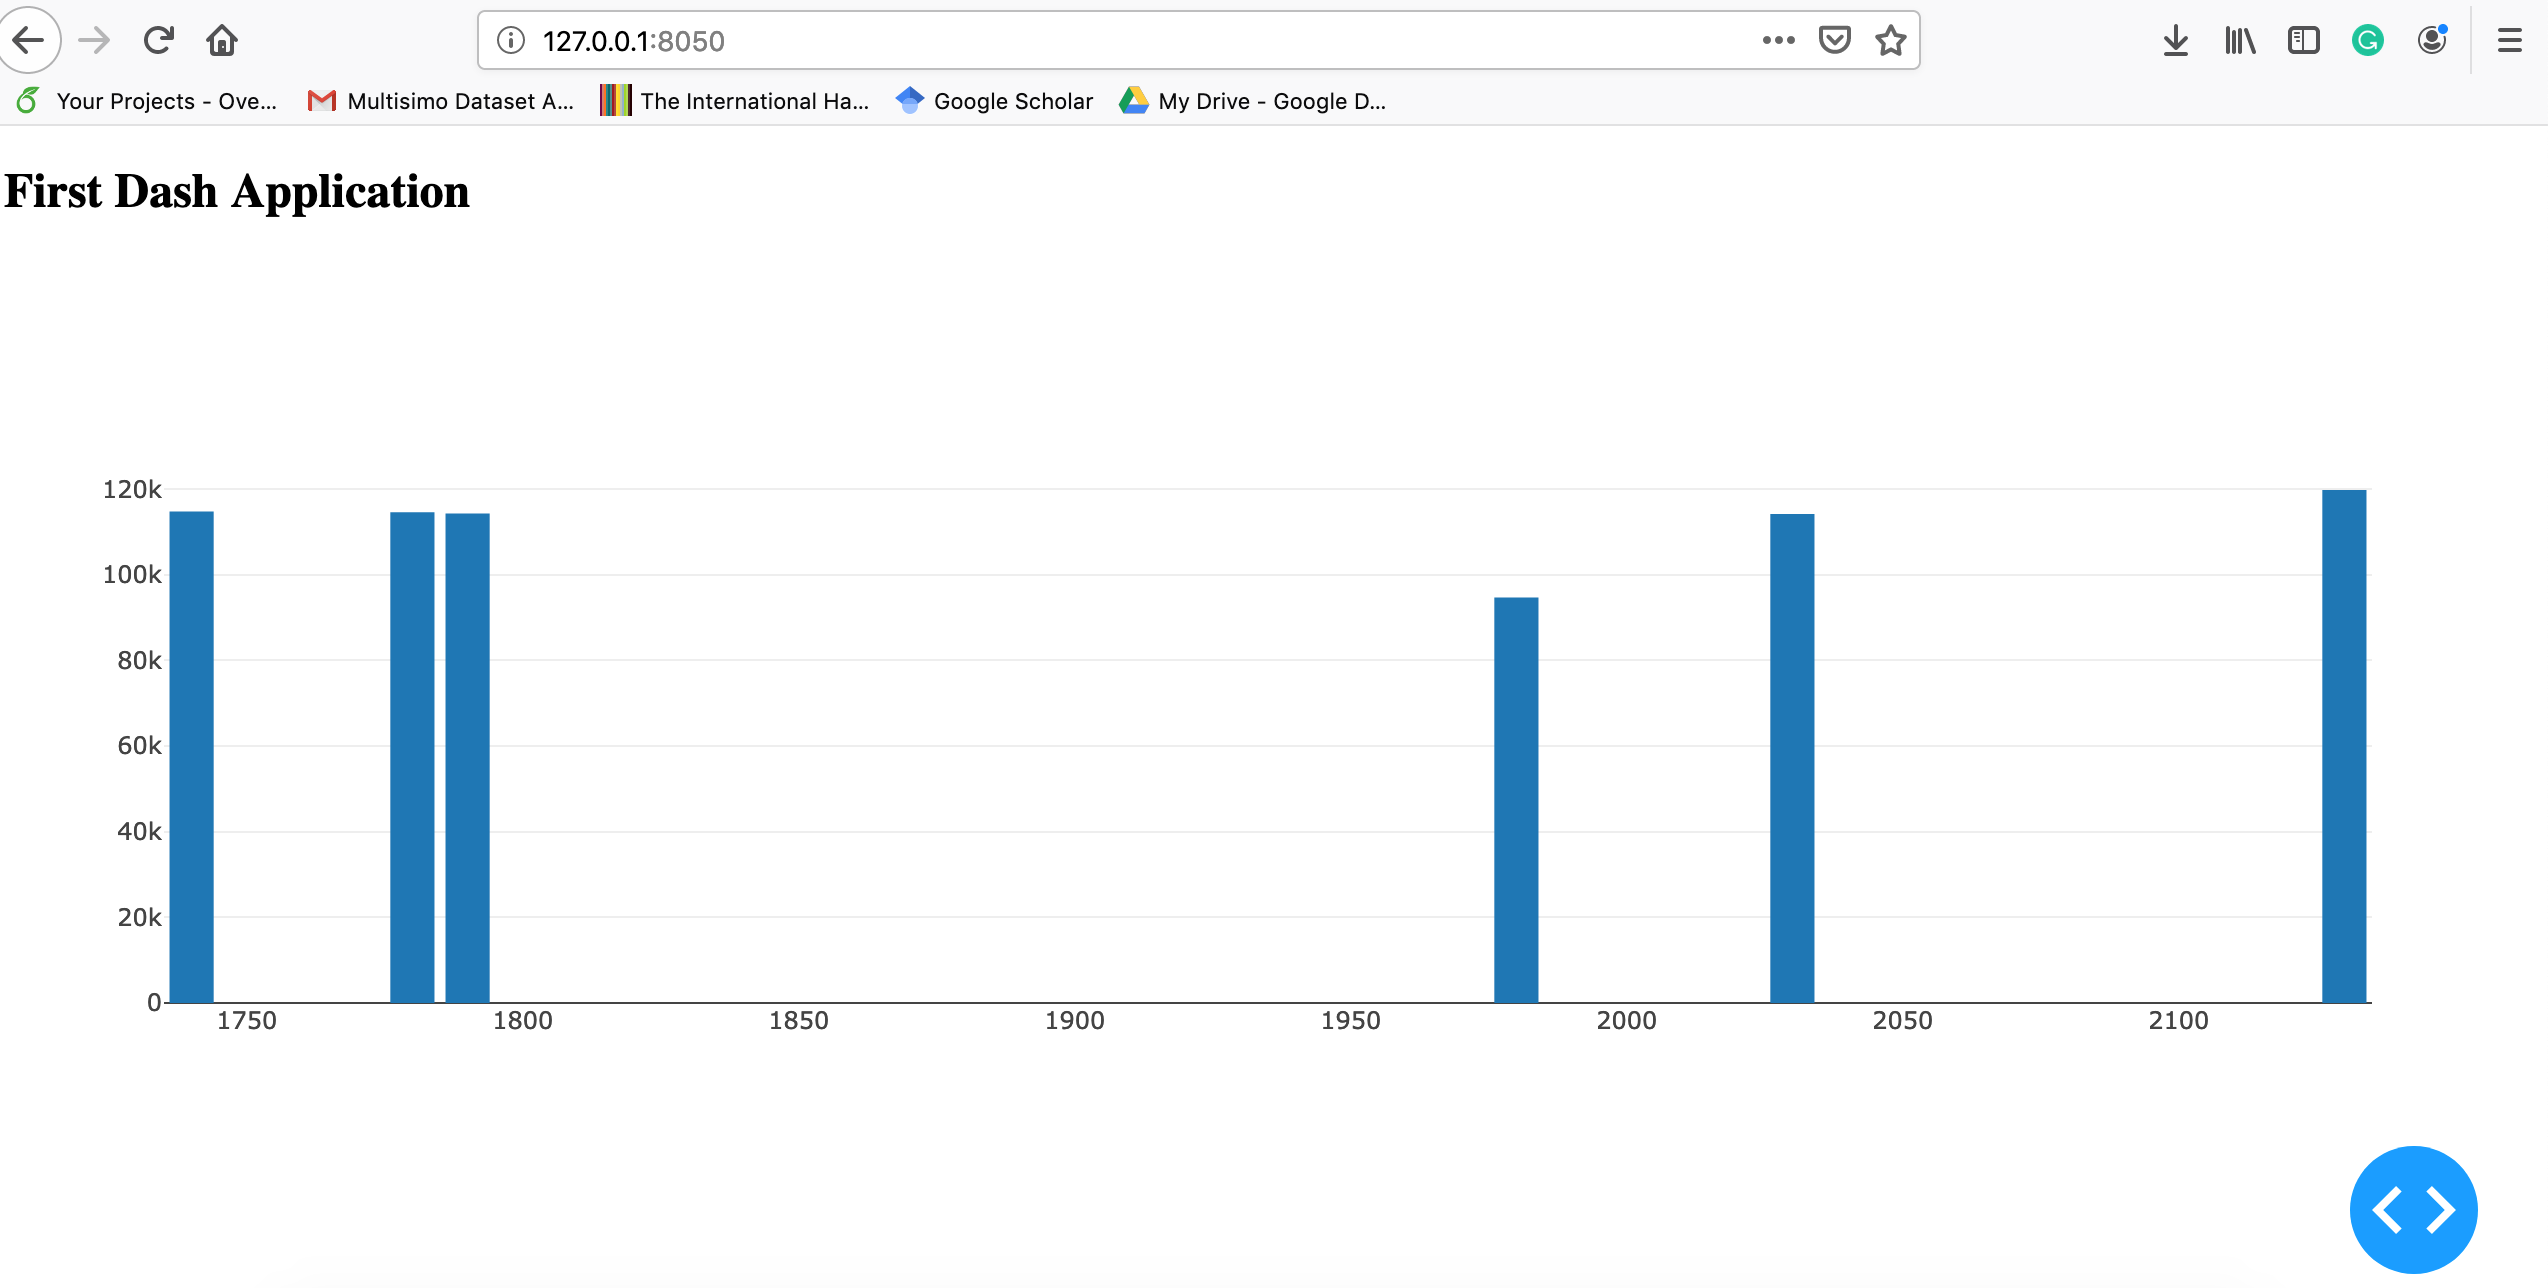 127.0.0.1:8050
Your Projects - Ove... Multisimo Dataset A... The International Ha... Google Scholar My Drive - Google D...
First Dash Application
120k
100k
80k
60k
40k
20k
0
1750 1800 1850 1900 1950 2000 2050 2100